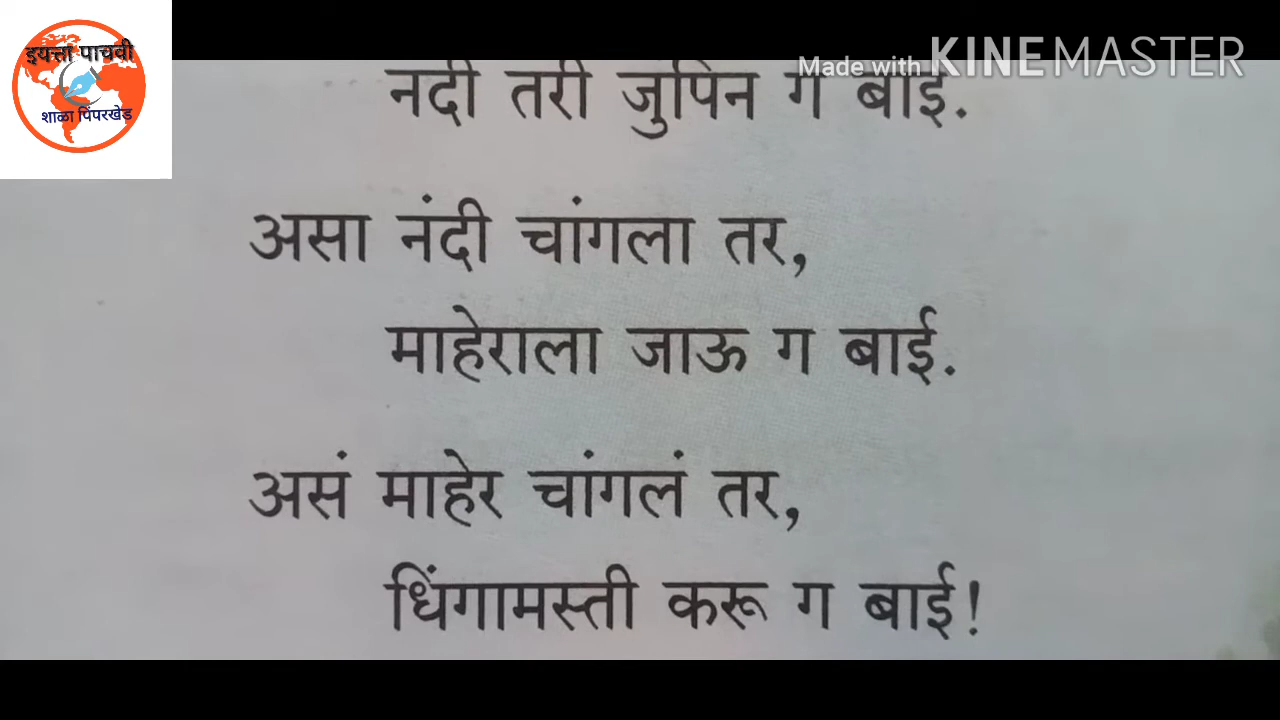 इयत्ता पाचवी
शाळा पिंपरखेड
Made with KINEMASTER
नदी तरी जुपिन ग बाई.
असा नंदी चांगला तर,
माहेराला जाऊ ग बाई.
असं माहेर चांगलं तर,
धिंगामस्ती करू ग बाई!